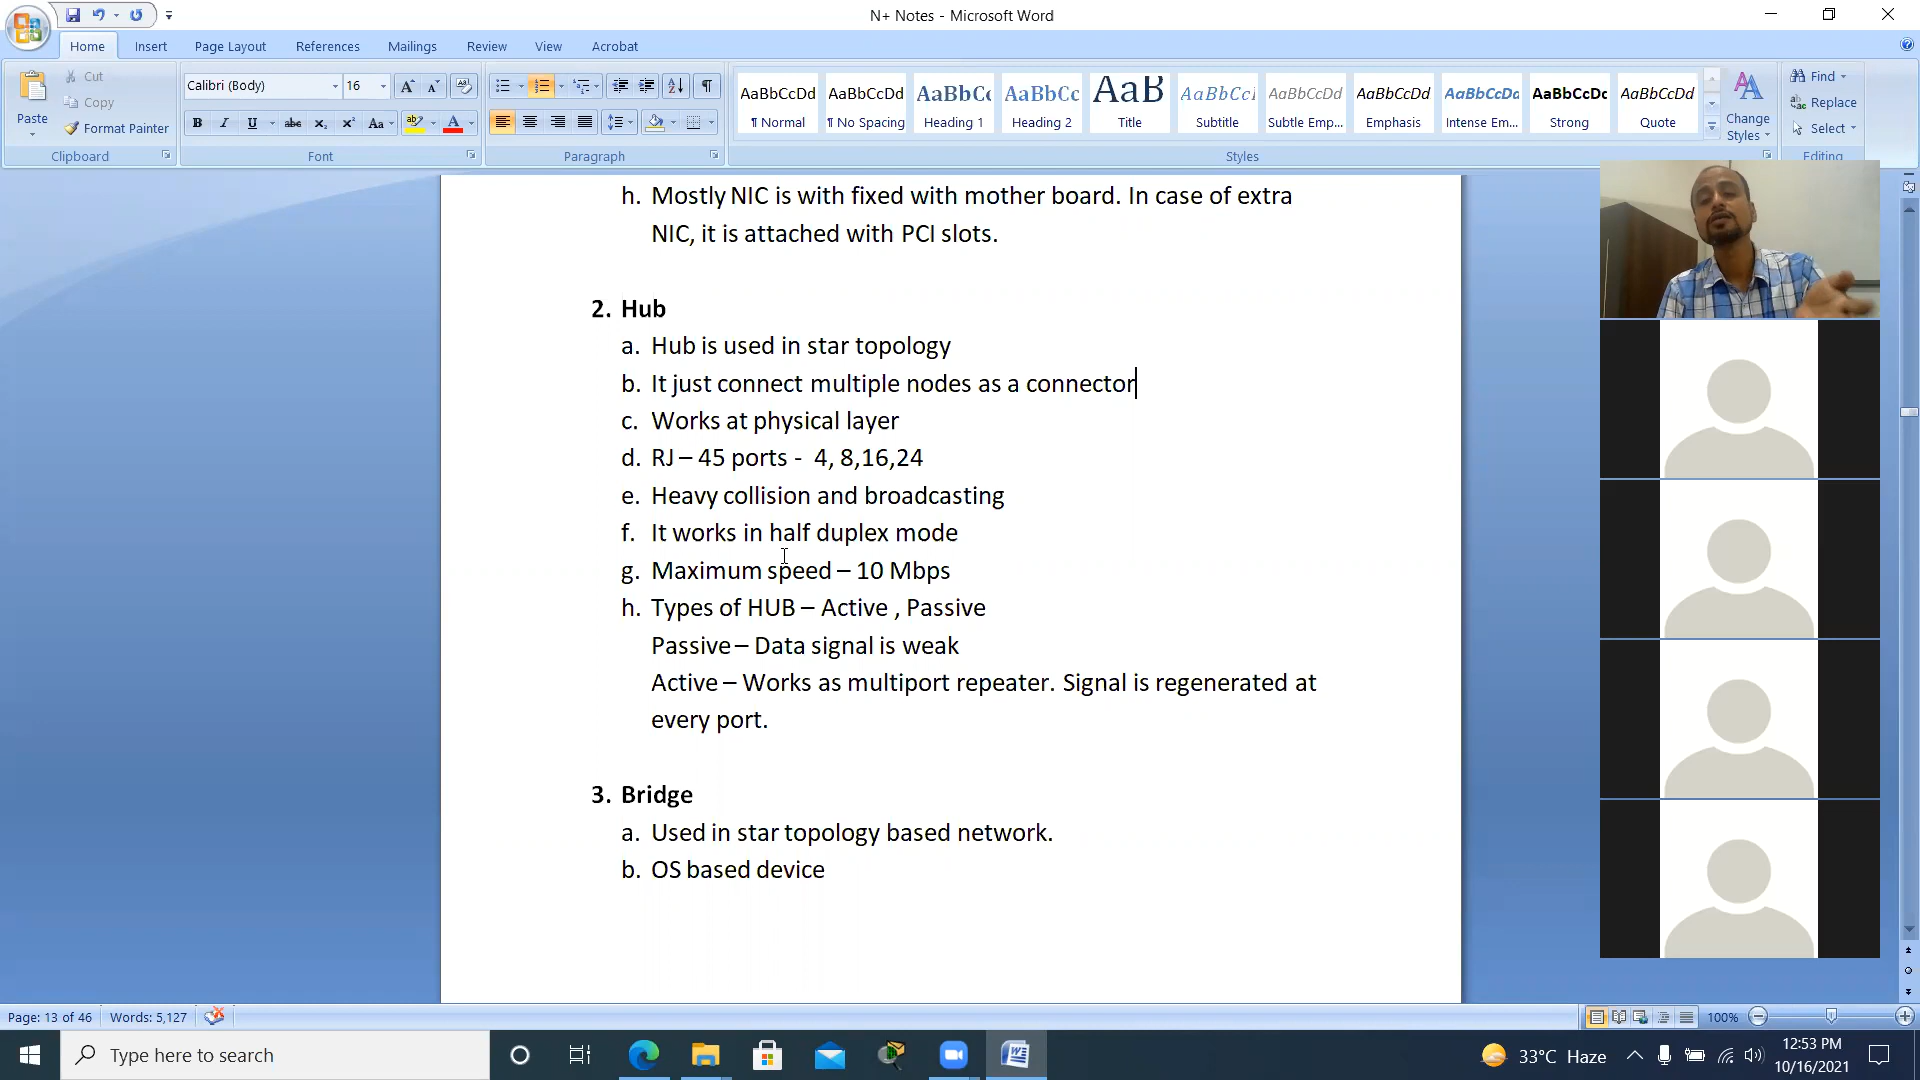 N+ Notes - Microsoft Word
Home Insert Page Layout References Mailings Review View Acrobat
Paste
Cut
Copy
Format Painter
Clipboard
Calibri (Body) 16
Font
Paragraph
AaBbCcDd AaBbCcDd AaBbCc AaBbCc AaB AaBbCcI AaBbCcDd AaBbCcDd AaBbCcDd AaBbCcDd AaBbCcDd
¶ Normal ¶ No Spacing Heading 1 Heading 2 Title Subtitle Subtle Emp... Emphasis Intense Em... Strong Quote
Change Styles
Styles
Find
Replace
Select
Editing
h. Mostly NIC is with fixed with mother board. In case of extra
NIC, it is attached with PCI slots.
2. Hub
a. Hub is used in star topology
b. It just connect multiple nodes as a connector
c. Works at physical layer
d. RJ – 45 ports - 4, 8,16,24
e. Heavy collision and broadcasting
f. It works in half duplex mode
g. Maximum speed – 10 Mbps
h. Types of HUB – Active , Passive
Passive – Data signal is weak
Active – Works as multiport repeater. Signal is regenerated at
every port.
3. Bridge
a. Used in star topology based network.
b. OS based device
Page: 13 of 46 Words: 5,127
100%
Type here to search
33°C Haze
12:53 PM
10/16/2021